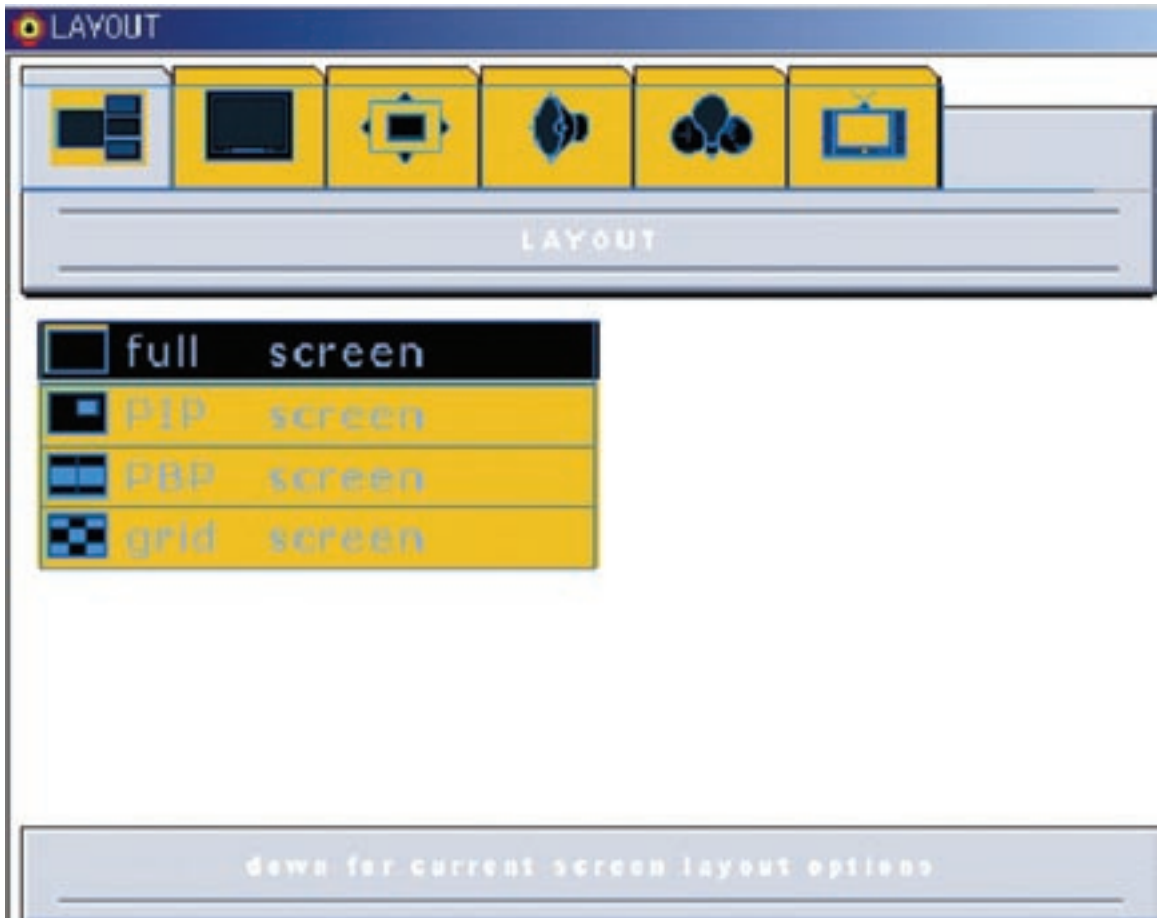 LAYOUT
LAYOUT
full screen
PIP screen
PBP screen
grid screen
down for current screen layout options